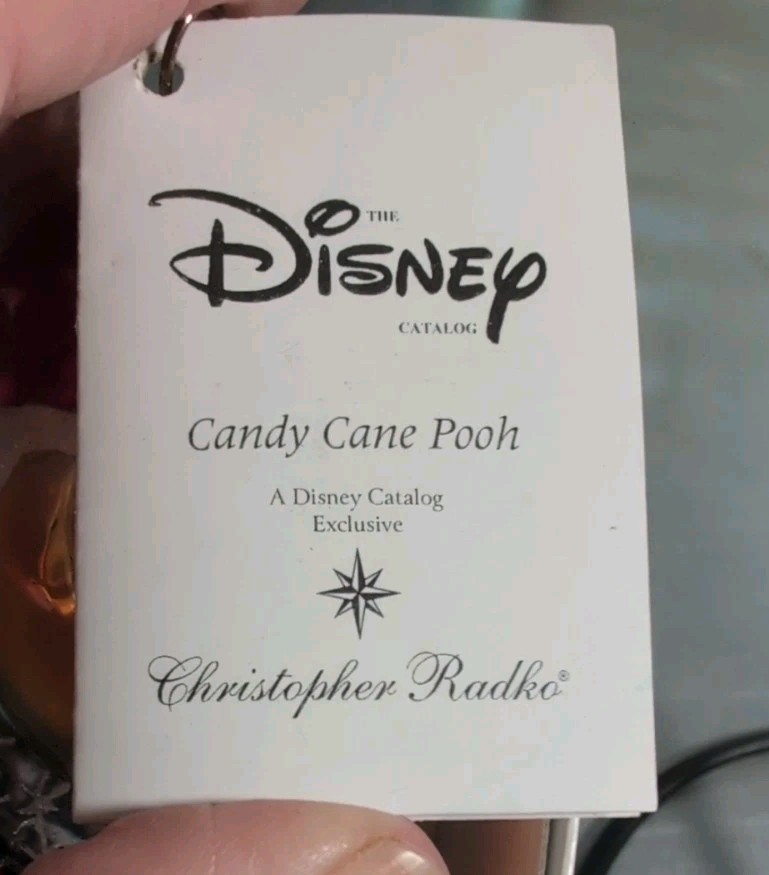 THE
DISNEY
CATALOG
Candy Cane Pooh
A Disney Catalog
Exclusive
Christopher Radko®